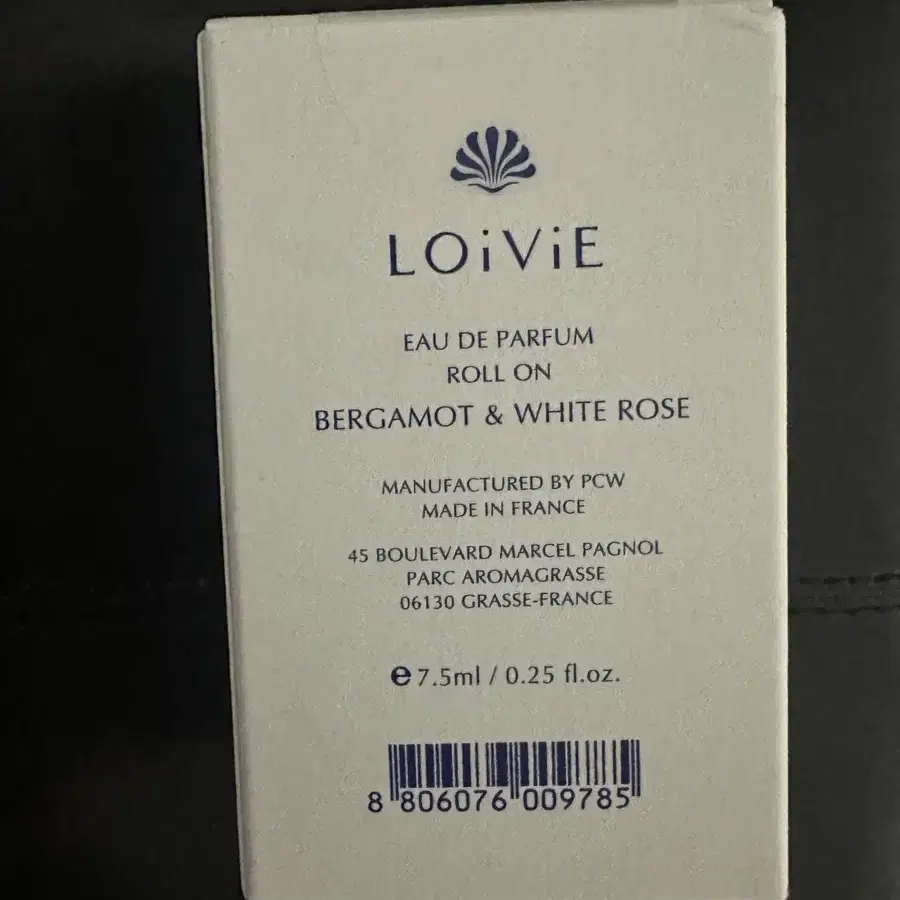 LOiViE
EAU DE PARFUM
ROLL ON
BERGAMOT & WHITE ROSE
MANUFACTURED BY PCW
MADE IN FRANCE
45 BOULEVARD MARCEL PAGNOL
PARC AROMAGRASSE
06130 GRASSE-FRANCE
e 7.5ml / 0.25 fl.oz.
8 806076 009785